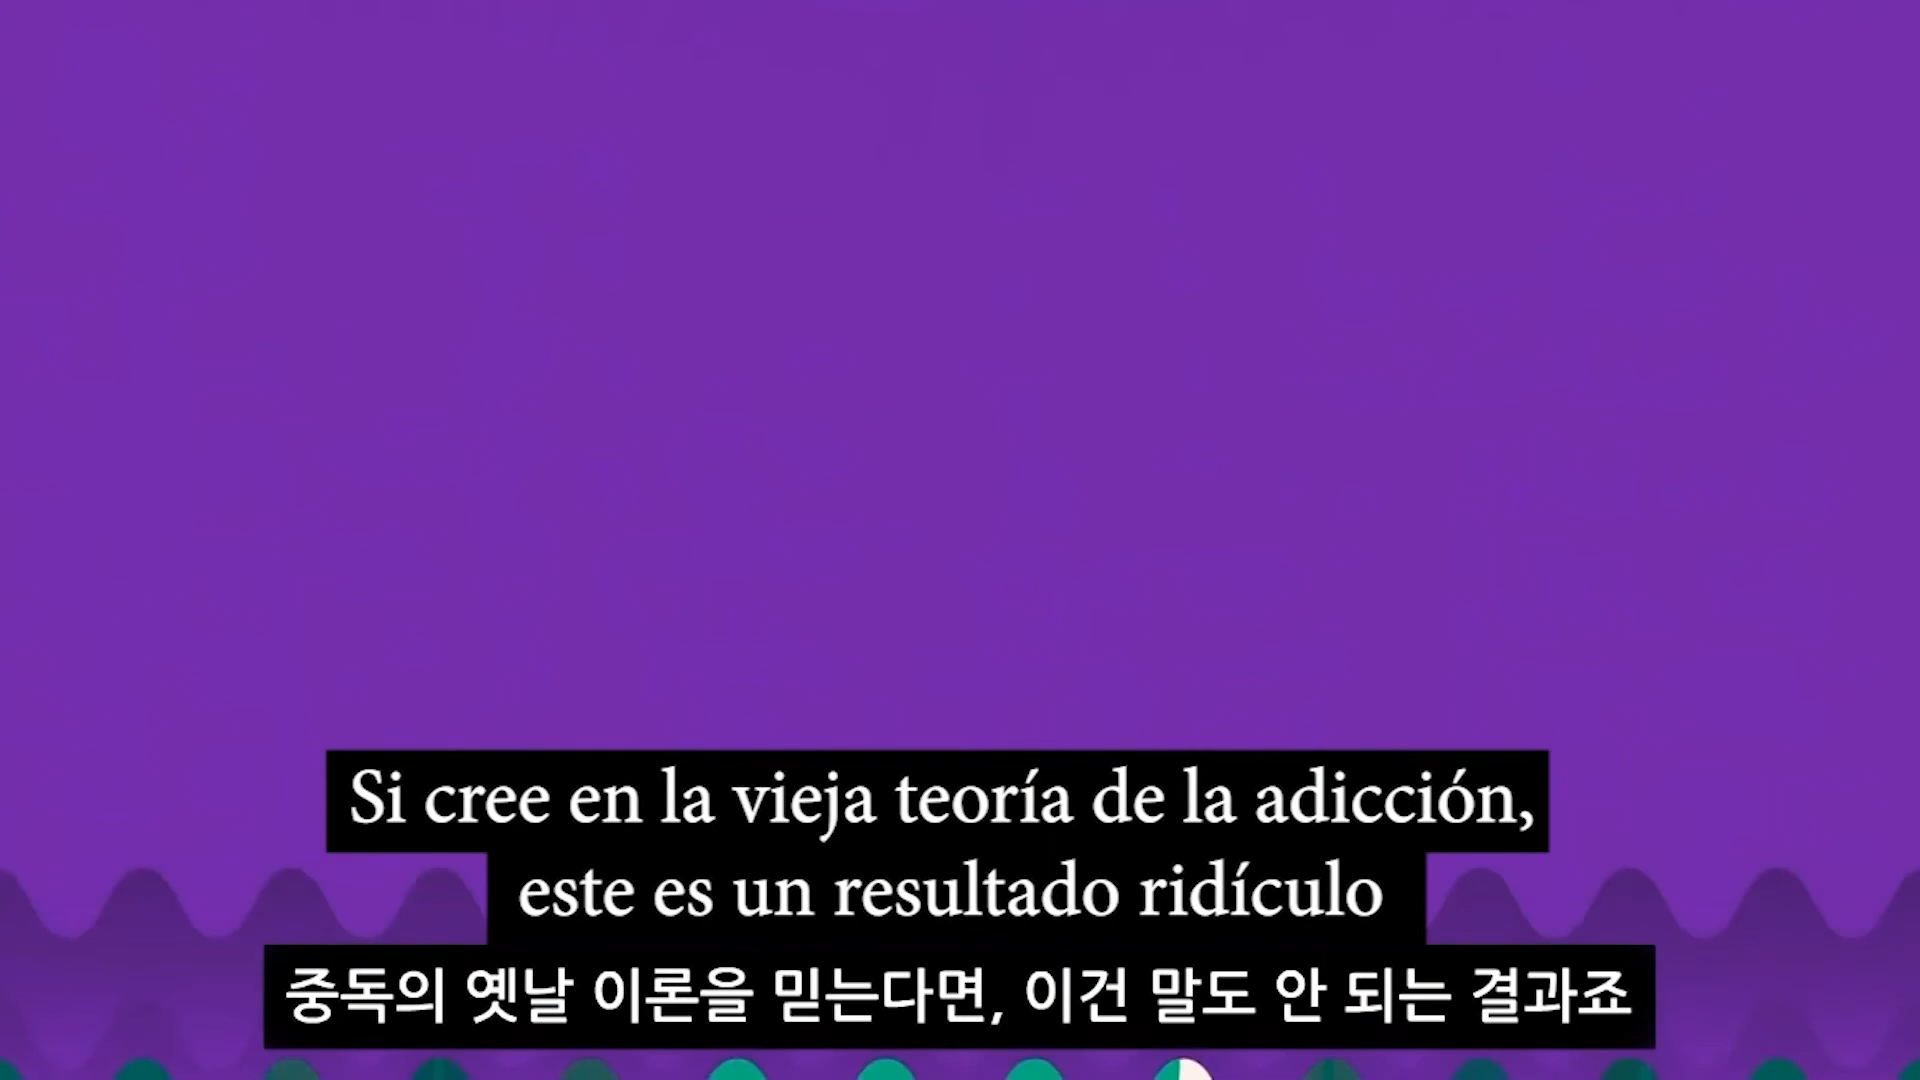 Si cree en la vieja teoría de la adicción,
este es un resultado ridículo
중독의 옛날 이론을 믿는다면, 이건 말도 안 되는 결과죠